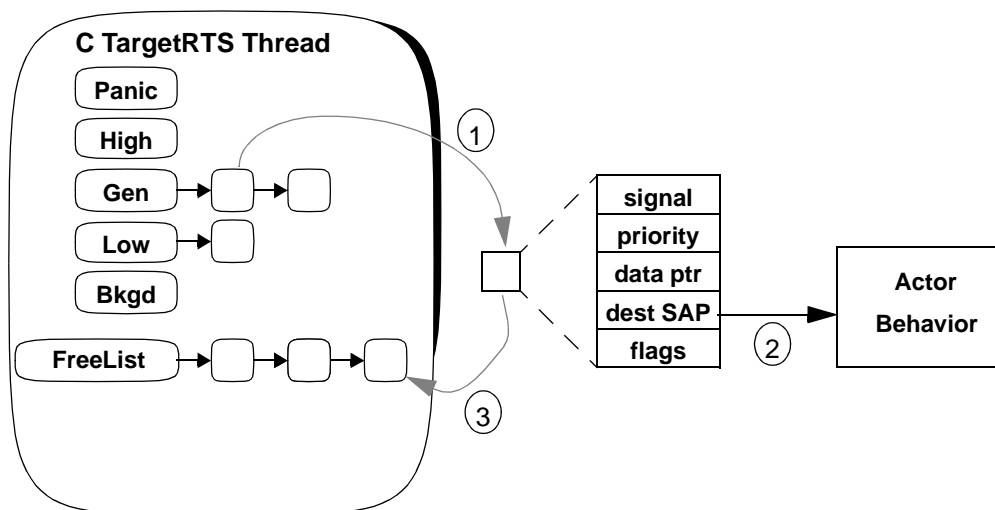 C TargetRTS Thread
Panic
High
Gen
Low
Bkgd
FreeList
1
signal
priority
data ptr
dest SAP
flags
2
Actor
Behavior
3